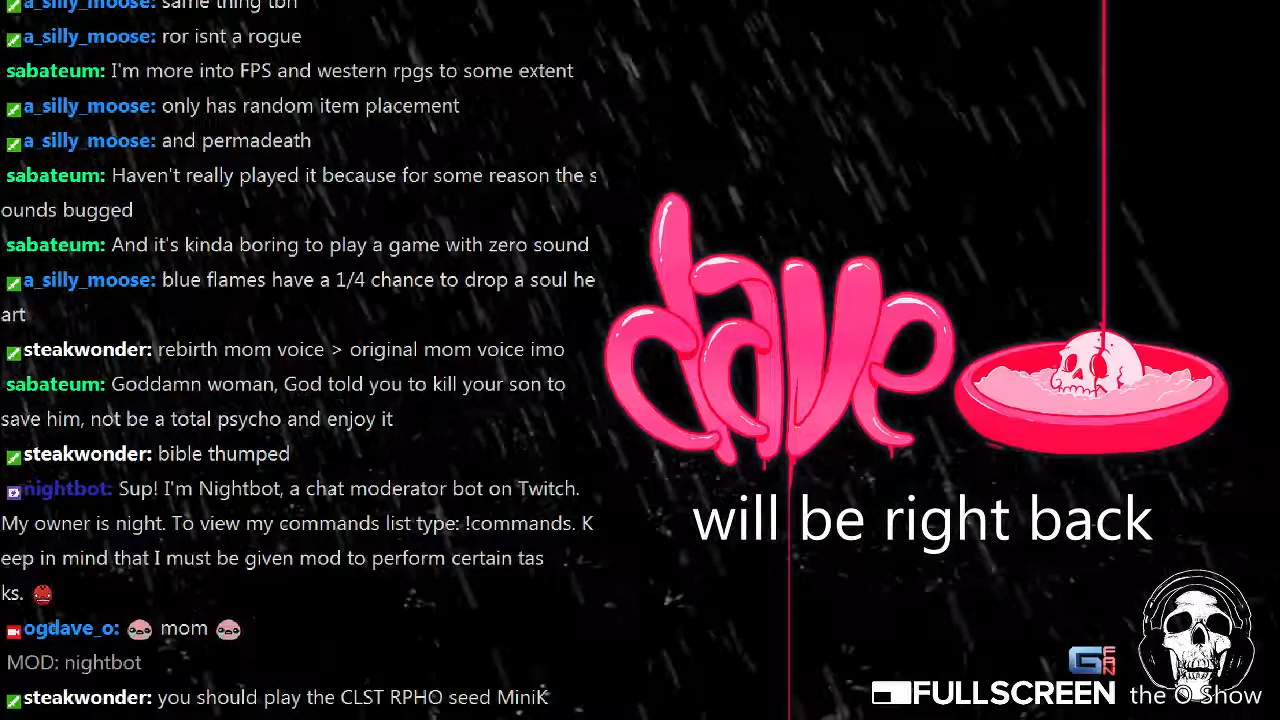 a_silly_moose: same thing tbh
a_silly_moose: ror isnt a rogue
sabateum: I'm more into FPS and western rpgs to some extent
a_silly_moose: only has random item placement
a_silly_moose: and permadeath
sabateum: Haven't really played it because for some reason the s
ounds bugged
sabateum: And it's kinda boring to play a game with zero sound
a_silly_moose: blue flames have a 1/4 chance to drop a soul he
art
steakwonder: rebirth mom voice > original mom voice imo
sabateum: Goddamn woman, God told you to kill your son to
save him, not be a total psycho and enjoy it
steakwonder: bible thumped
nightbot: Sup! I'm Nightbot, a chat moderator bot on Twitch.
My owner is night. To view my commands list type: !commands. K
eep in mind that I must be given mod to perform certain tas
ks.
ogdave_o: mom
MOD: nightbot
steakwonder: you should play the CLST RPHO seed MiniK
dave
will be right back
G FAN
FULLSCREEN
the O Show